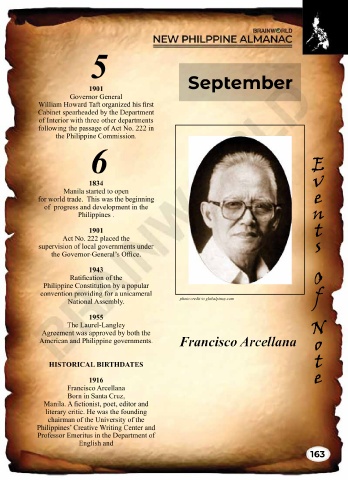 BRAINWORLD
NEW PHILPPINE ALMANAC
5
1901
Governor General
William Howard Taft organized his first
Cabinet spearheaded by the Department
of Interior with three other departments
following the passage of Act No. 222 in
the Philippine Commission.
6
1834
Manila started to open
for world trade. This was the beginning
of progress and development in the
Philippines .
1901
Act No. 222 placed the
supervision of local governments under
the Governor General's Office.
1943
Ratification of the
Philippine Constitution by a popular
convention providing for a unicameral
National Assembly.
1955
The Laurel-Langley
Agreement was approved by both the
American and Philippine governments
HISTORICAL BIRTHDATES
1916
Francisco Arcellana
Born in Santa Cruz,
Manila. A fictionist, poet, editor and
literary critic. He was the founding
chairman of the University of the
Philippines' Creative Writing Center and
Professor Emeritus in the Department of
English and
September
photo credit to globalpinoy.com
Francisco Arcellana
Events Of Note
163